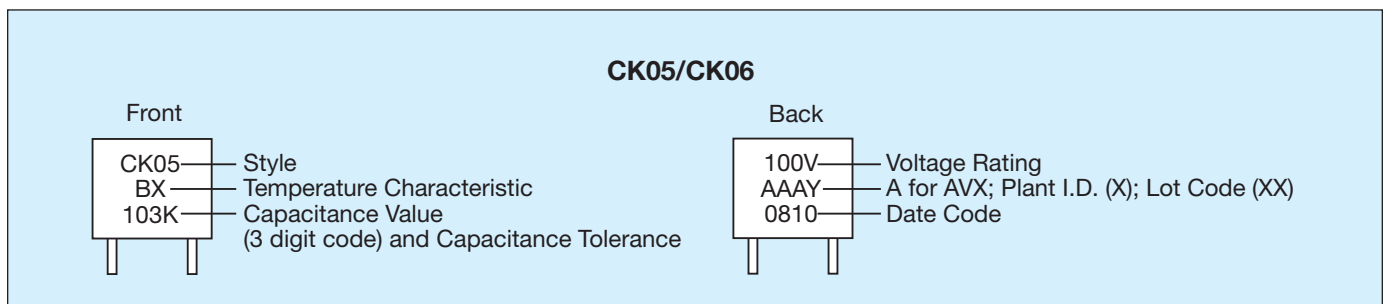 CK05/CK06
Front
CK05 Style
BX Temperature Characteristic
103K Capacitance Value
(3 digit code) and Capacitance Tolerance
Back
100V Voltage Rating
AAAY A for AVX; Plant I.D. (X); Lot Code (XX)
0810 Date Code